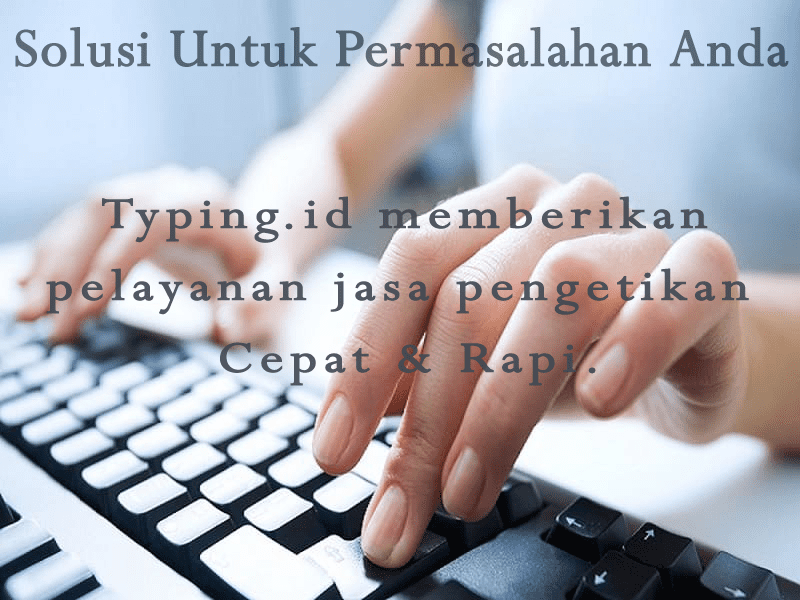 Solusi Untuk Permasalahan Anda
Typing.id memberikan
pelayanan jasa pengetikan
Cepat & Rapi.